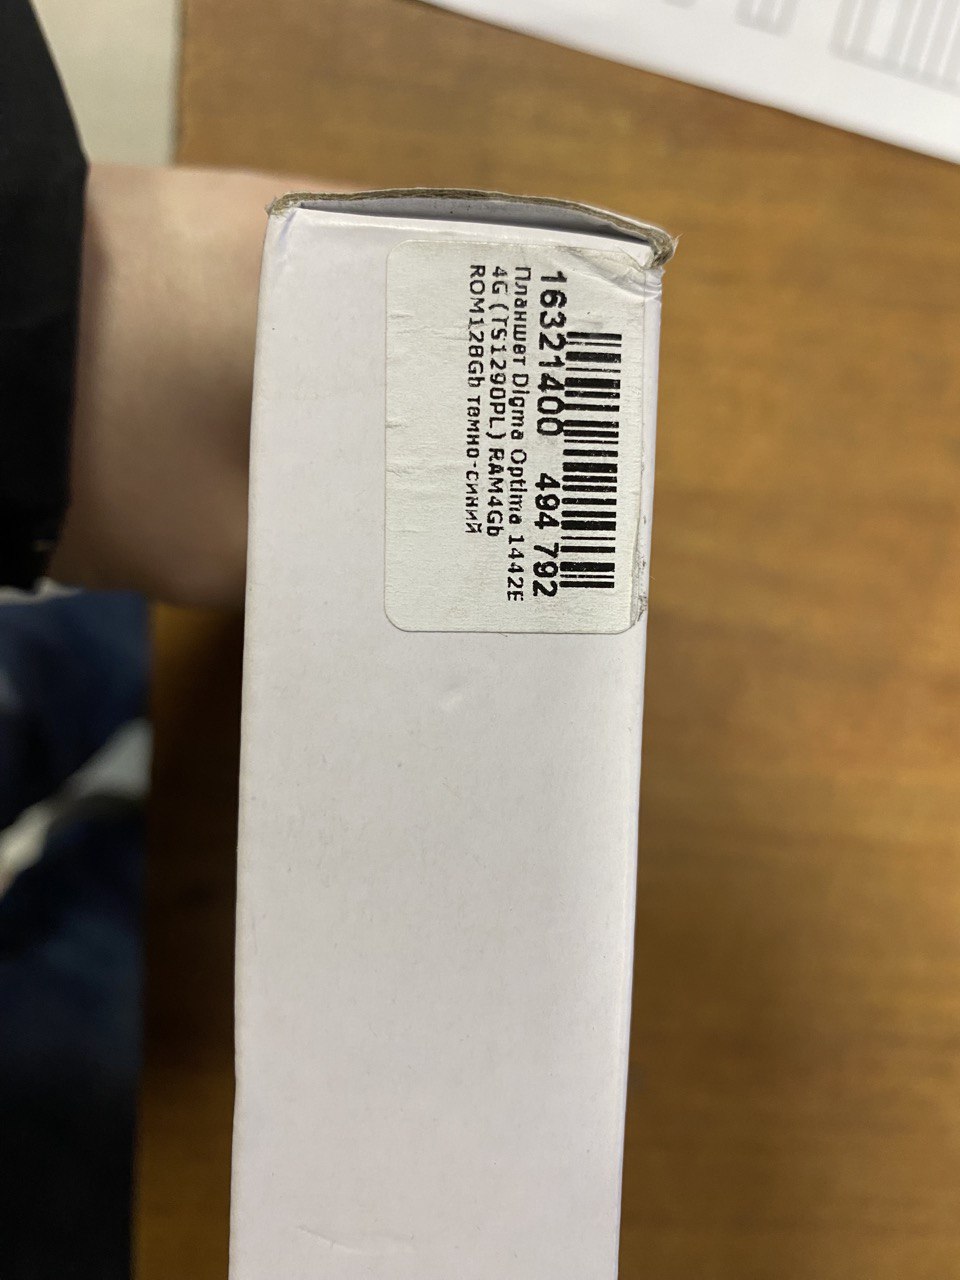 16321400 494 792
Планшет Digma Optima 1442E
4G (TS1290PL) RAM4Gb
ROM128Gb темно-синий